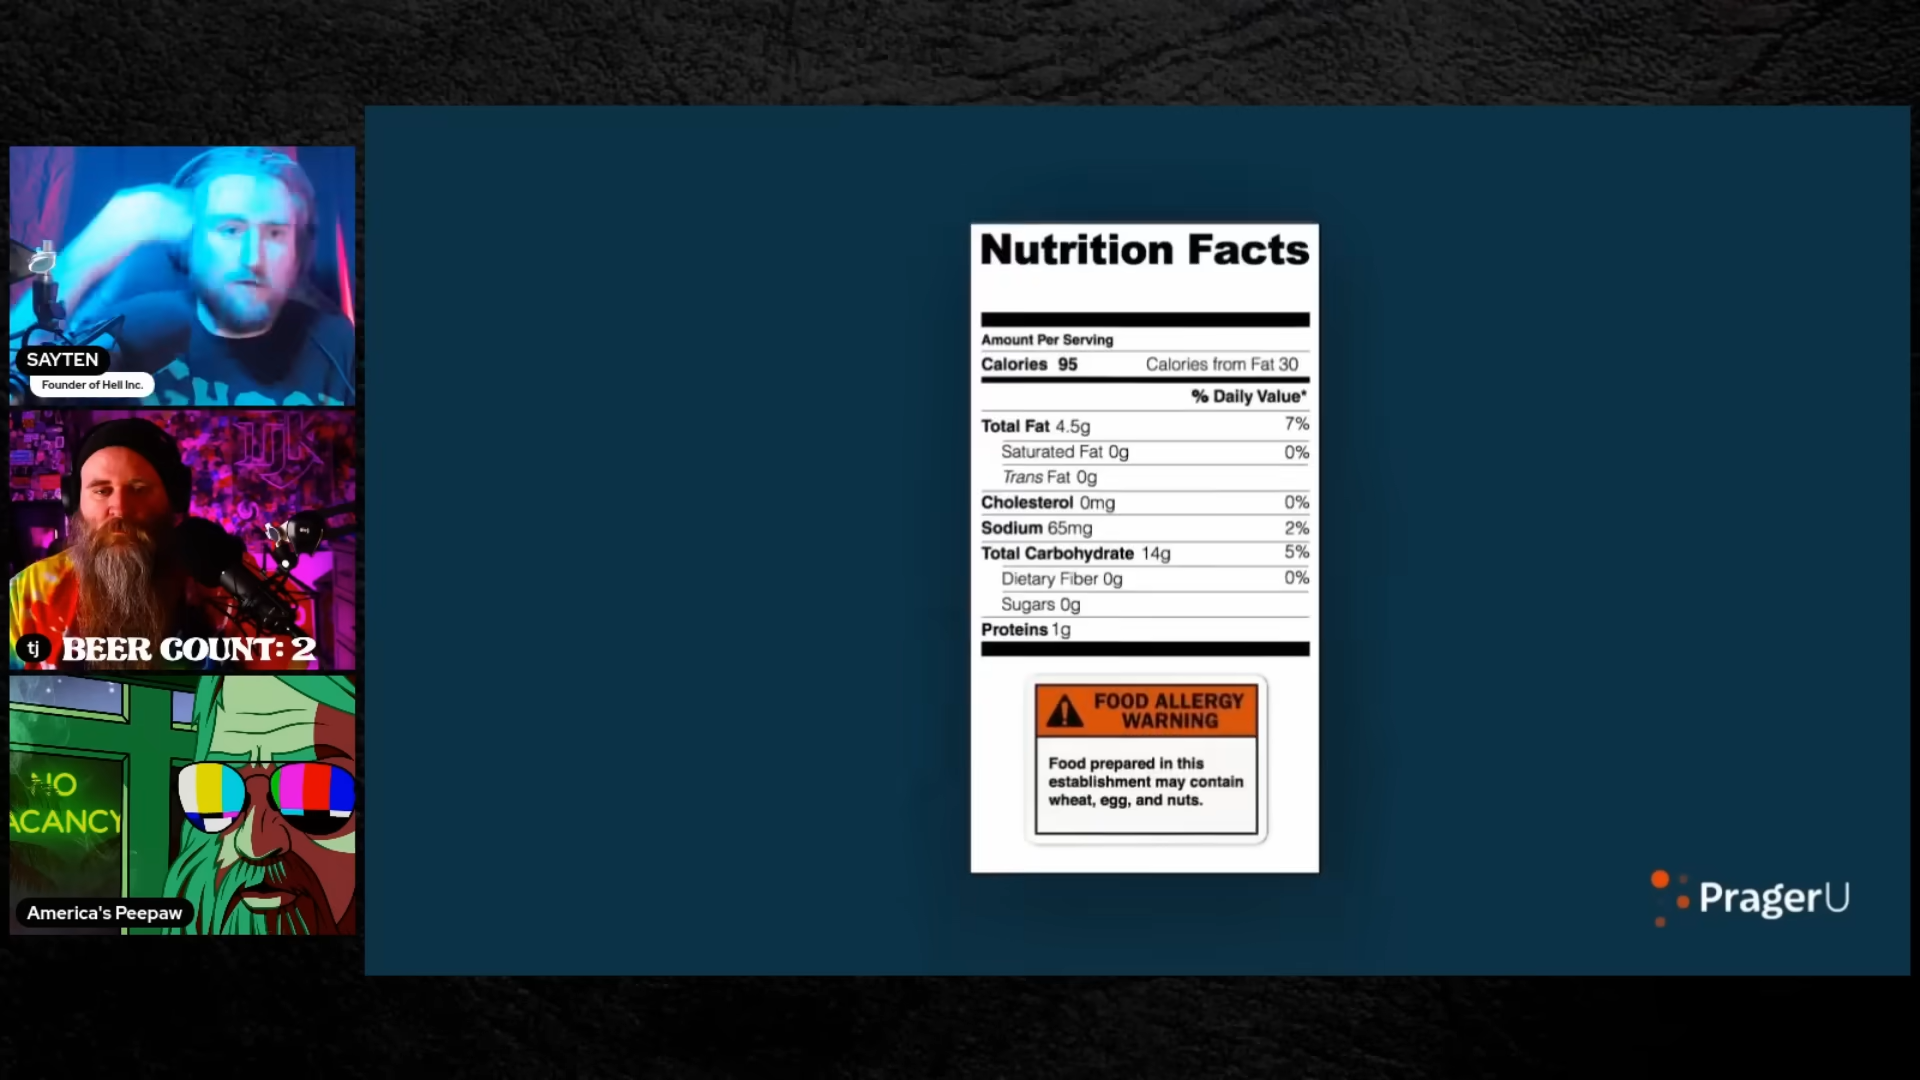 SAYTEN
Founder of Hell Inc.
tj BEER COUNT: 2
NO
ACANCY
America's Peepaw
Nutrition Facts
Amount Per Serving
Calories 95 Calories from Fat 30
% Daily Value*
Total Fat 4.5g 7%
Saturated Fat 0g 0%
Trans Fat 0g
Cholesterol 0mg 0%
Sodium 65mg 2%
Total Carbohydrate 14g 5%
Dietary Fiber 0g 0%
Sugars 0g
Proteins 1g
FOOD ALLERGY
WARNING
Food prepared in this
establishment may contain
wheat, egg, and nuts.
PragerU